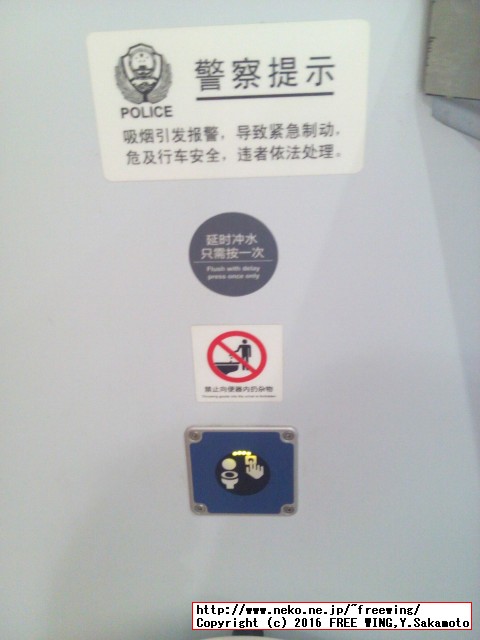 警察提示
POLICE
吸烟引发报警，导致紧急制动，
危及行车安全，违者依法处理。
延时冲水
只需按一次
Flush with delay
press once only
禁止向便器内扔杂物
http://www.neko.ne.jp/~freewing/
Copyright (c) 2016 FREE WING,Y.Sakamoto